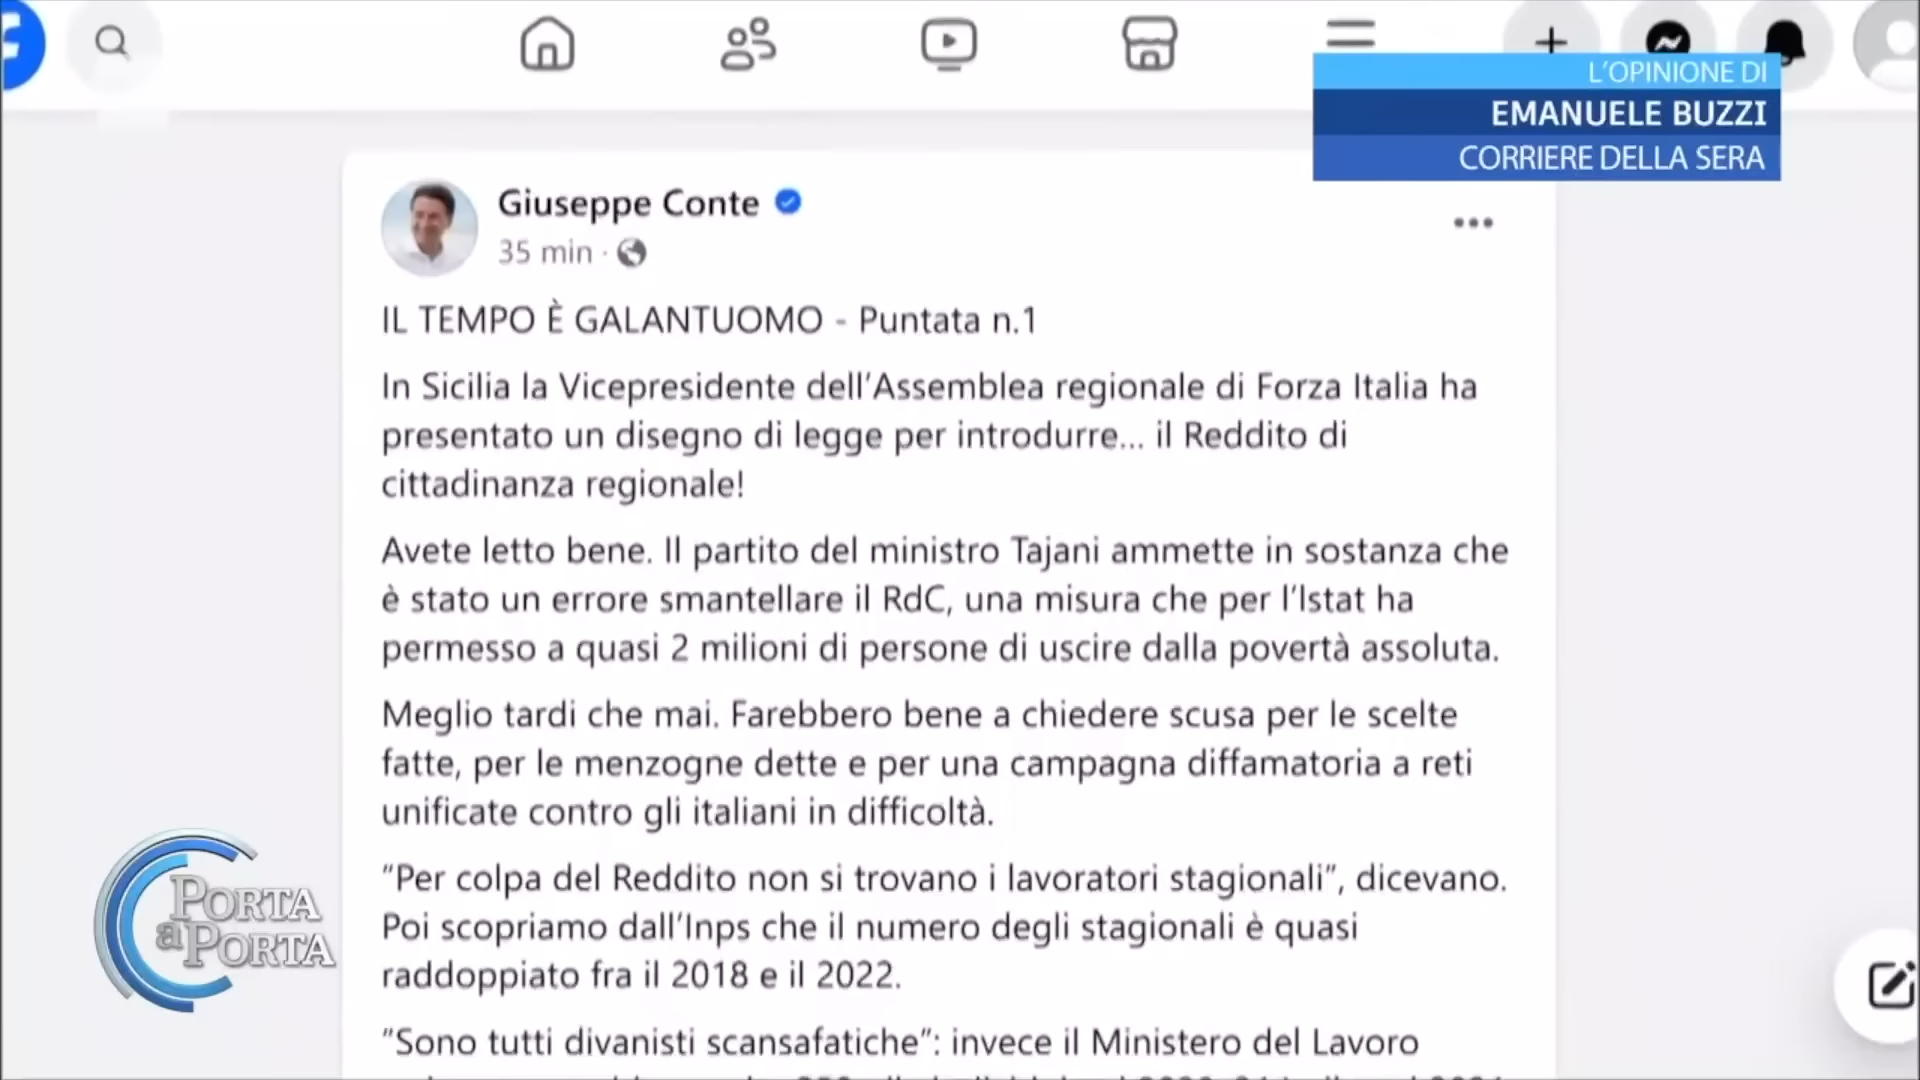 L'OPINIONE DI
EMANUELE BUZZI
CORRIERE DELLA SERA
Giuseppe Conte
35 min ·
IL TEMPO È GALANTUOMO - Puntata n.1
In Sicilia la Vicepresidente dell'Assemblea regionale di Forza Italia ha
presentato un disegno di legge per introdurre... il Reddito di
cittadinanza regionale!
Avete letto bene. Il partito del ministro Tajani ammette in sostanza che
è stato un errore smantellare il RdC, una misura che per l'Istat ha
permesso a quasi 2 milioni di persone di uscire dalla povertà assoluta.
Meglio tardi che mai. Farebbero bene a chiedere scusa per le scelte
fatte, per le menzogne dette e per una campagna diffamatoria a reti
unificate contro gli italiani in difficoltà.
"Per colpa del Reddito non si trovano i lavoratori stagionali", dicevano.
Poi scopriamo dall'Inps che il numero degli stagionali è quasi
raddoppiato fra il 2018 e il 2022.
"Sono tutti divanisti scansafatiche": invece il Ministero del Lavoro
PORTA
a PORTA